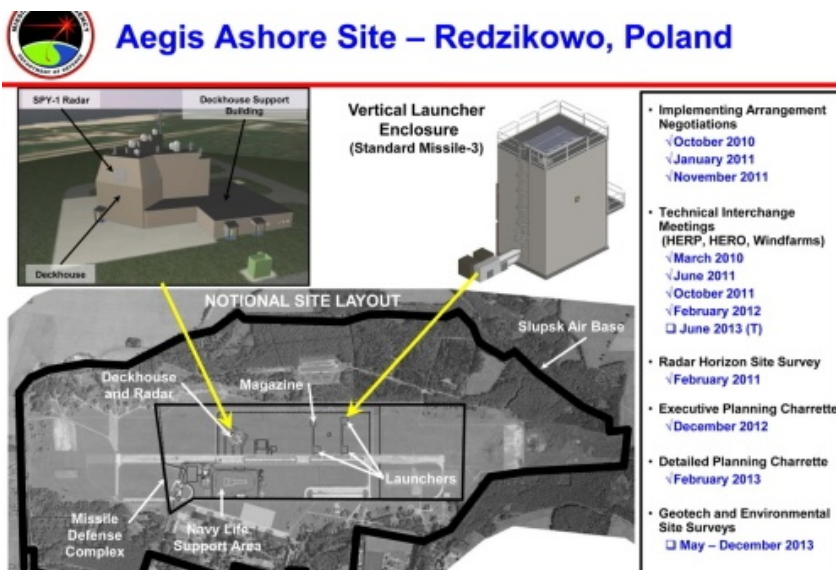 Aegis Ashore Site – Redzikowo, Poland
DEPARTMENT OF DEFENSE
SPY-1 Radar
Deckhouse Support
Building
Deckhouse
Vertical Launcher
Enclosure
(Standard Missile-3)
NOTIONAL SITE LAYOUT
Slupsk Air Base
Deckhouse
and Radar
Magazine
Launchers
Missile
Defense
Complex
Navy Life
Support Area
• Implementing Arrangement
Negotiations
√October 2010
√January 2011
√November 2011
• Technical Interchange
Meetings
(HERP, HERO, Windfarms)
√March 2010
√June 2011
√October 2011
√February 2012
❑ June 2013 (T)
• Radar Horizon Site Survey
√February 2011
• Executive Planning Charrette
√December 2012
• Detailed Planning Charrette
√February 2013
• Geotech and Environmental
Site Surveys
❑ May – December 2013